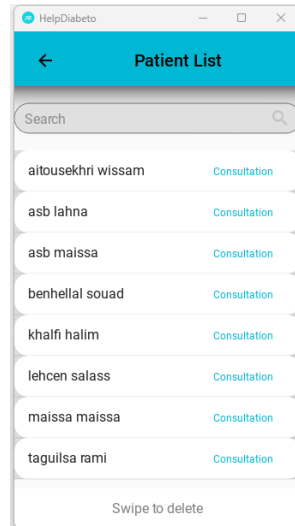 HelpDiabeto
Patient List
Search
aitousekhri wissam Consultation
asb lahna Consultation
asb maissa Consultation
benhellal souad Consultation
khalfi halim Consultation
lehcen salass Consultation
maissa maissa Consultation
taguilsa rami Consultation
Swipe to delete